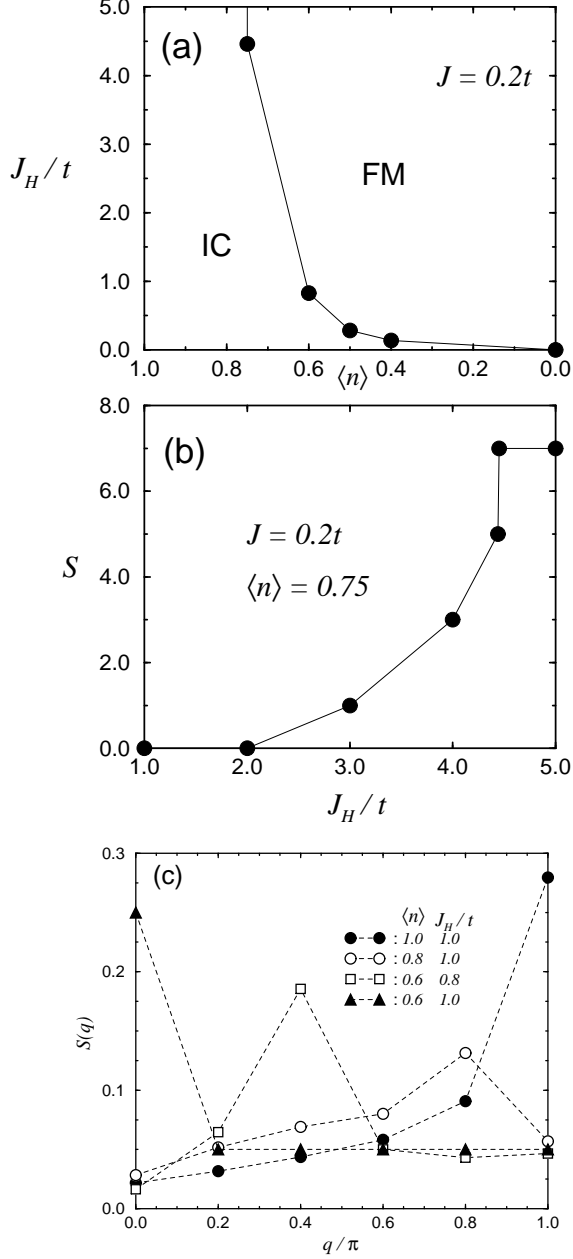 5.0
(a)
J = 0.2t
4.0
J_H / t
3.0
FM
2.0
IC
1.0
0.0
1.0 0.8 0.6 0.4 0.2 0.0
⟨n⟩
8.0
(b)
6.0
J = 0.2t
S
4.0
⟨n⟩ = 0.75
2.0
0.0
1.0 2.0 3.0 4.0 5.0
J_H / t
0.3
(c)
⟨n⟩ J_H / t
: 1.0 1.0
: 0.8 1.0
0.2
: 0.6 0.8
: 0.6 1.0
S(q)
0.1
0.0
0.0 0.2 0.4 0.6 0.8 1.0
q/π